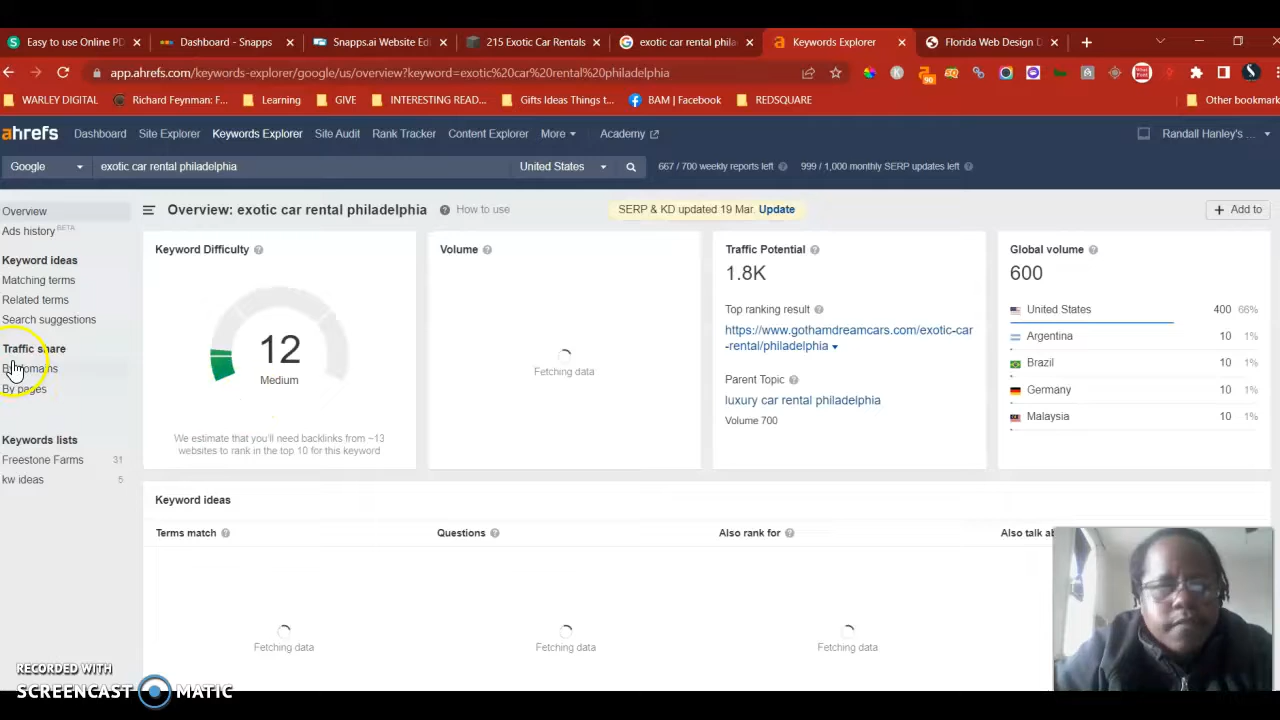 Easy to use Online PD
Dashboard - Snapps
Snapps.ai Website Edi
215 Exotic Car Rentals
exotic car rental phila
Keywords Explorer
Florida Web Design D
app.ahrefs.com/keywords-explorer/google/us/overview?keyword=exotic%20car%20rental%20philadelphia
90
WARLEY DIGITAL
Richard Feynman: F...
Learning
GIVE
INTERESTING READ...
Gifts Ideas Things t...
BAM | Facebook
REDSQUARE
Other bookmark
ahrefs
Dashboard
Site Explorer
Keywords Explorer
Site Audit
Rank Tracker
Content Explorer
More
Academy
Randall Hanley's ...
Google
exotic car rental philadelphia
United States
667 / 700 weekly reports left
999 / 1,000 monthly SERP updates left
Overview
Ads history BETA
Keyword ideas
Matching terms
Related terms
Search suggestions
Traffic share
By domains
By pages
Keywords lists
Freestone Farms 31
kw ideas 5
Overview: exotic car rental philadelphia
How to use
SERP & KD updated 19 Mar. Update
+ Add to
Keyword Difficulty
12
Medium
We estimate that you'll need backlinks from ~13
websites to rank in the top 10 for this keyword
Volume
Fetching data
Traffic Potential
1.8K
Top ranking result
https://www.gothamdreamcars.com/exotic-car
-rental/philadelphia
Parent Topic
luxury car rental philadelphia
Volume 700
Global volume
600
United States 400 66%
Argentina 10 1%
Brazil 10 1%
Germany 10 1%
Malaysia 10 1%
Keyword ideas
Terms match
Questions
Also rank for
Also talk ab
Fetching data
Fetching data
Fetching data
RECORDED WITH
SCREENCAST MATIC